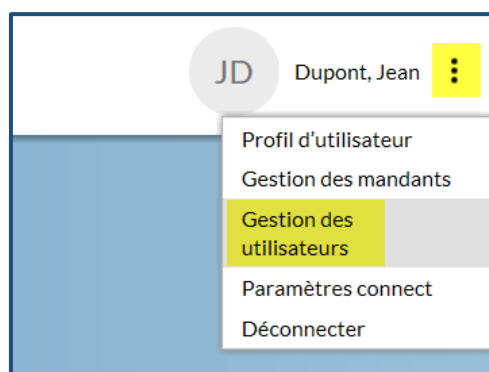 JD Dupont, Jean
Profil d’utilisateur
Gestion des mandants
Gestion des
utilisateurs
Paramètres connect
Déconnecter